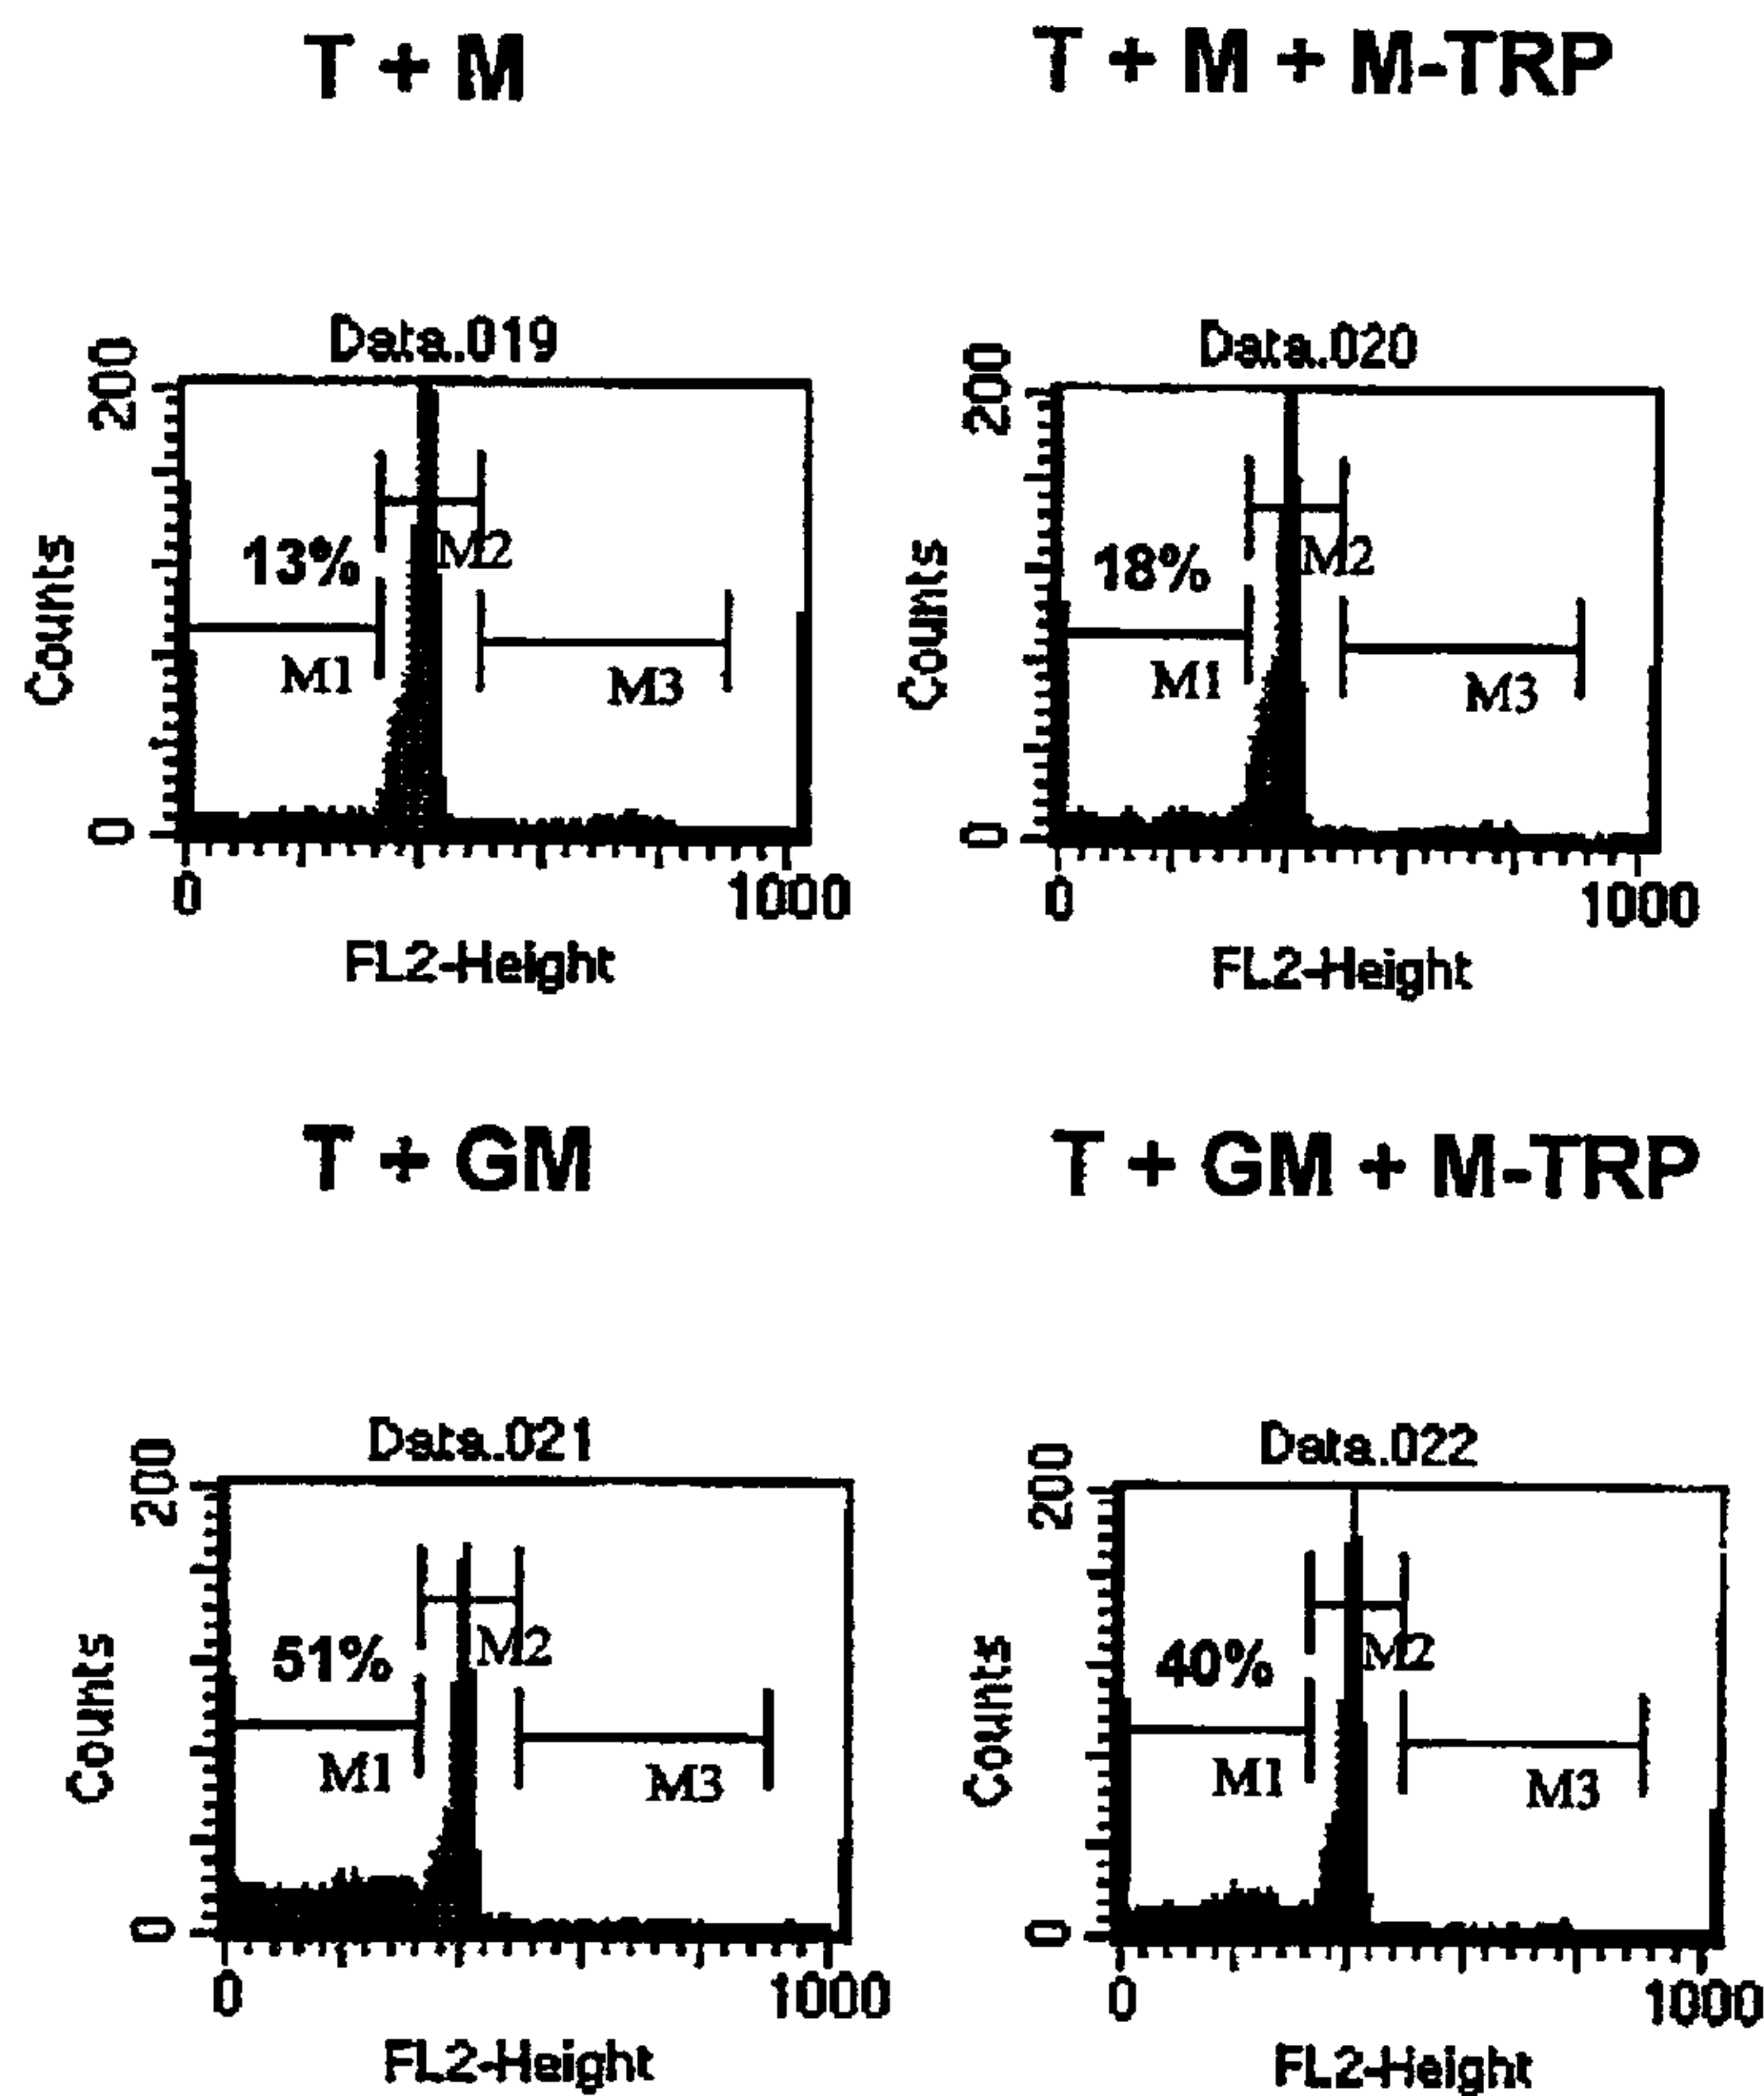 T + M
T + M + M-TRP
Data.019
200
Counts
13%
M1
M2
M3
0
0
1000
FL2-Height
Data.020
200
Counts
18%
M1
M2
M3
0
0
1000
FL2-Height
T + GM
T + GM + M-TRP
Data.021
200
Counts
51%
M1
M2
M3
0
0
1000
FL2-Height
Data.022
200
Counts
40%
M1
M2
M3
0
0
1000
FL2-Height